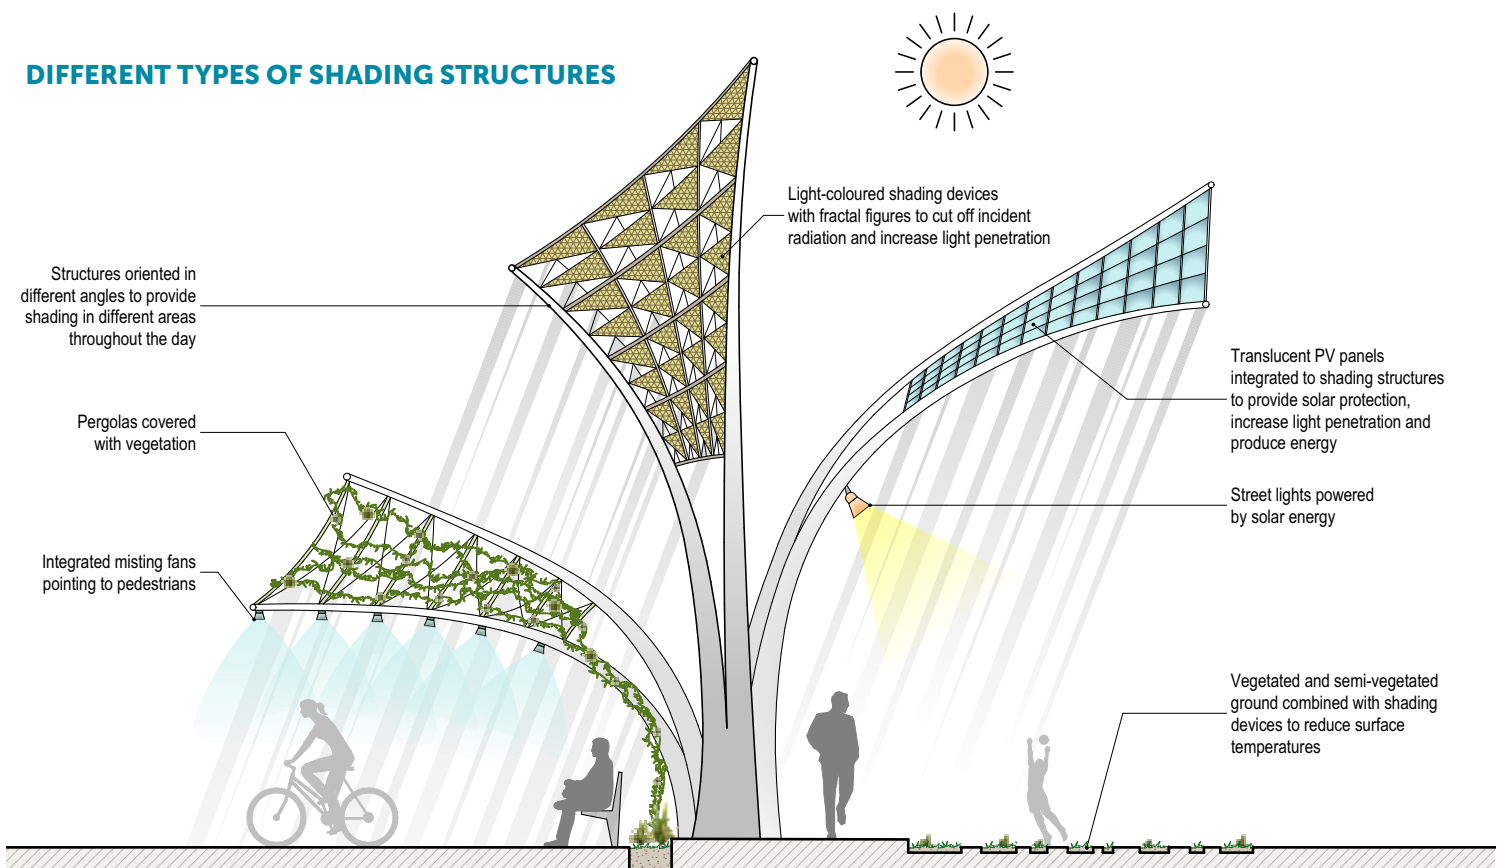 DIFFERENT TYPES OF SHADING STRUCTURES
Light-coloured shading devices
with fractal figures to cut off incident
radiation and increase light penetration
Structures oriented in
different angles to provide
shading in different areas
throughout the day
Translucent PV panels
integrated to shading structures
to provide solar protection,
increase light penetration and
produce energy
Pergolas covered
with vegetation
Street lights powered
by solar energy
Integrated misting fans
pointing to pedestrians
Vegetated and semi-vegetated
ground combined with shading
devices to reduce surface
temperatures